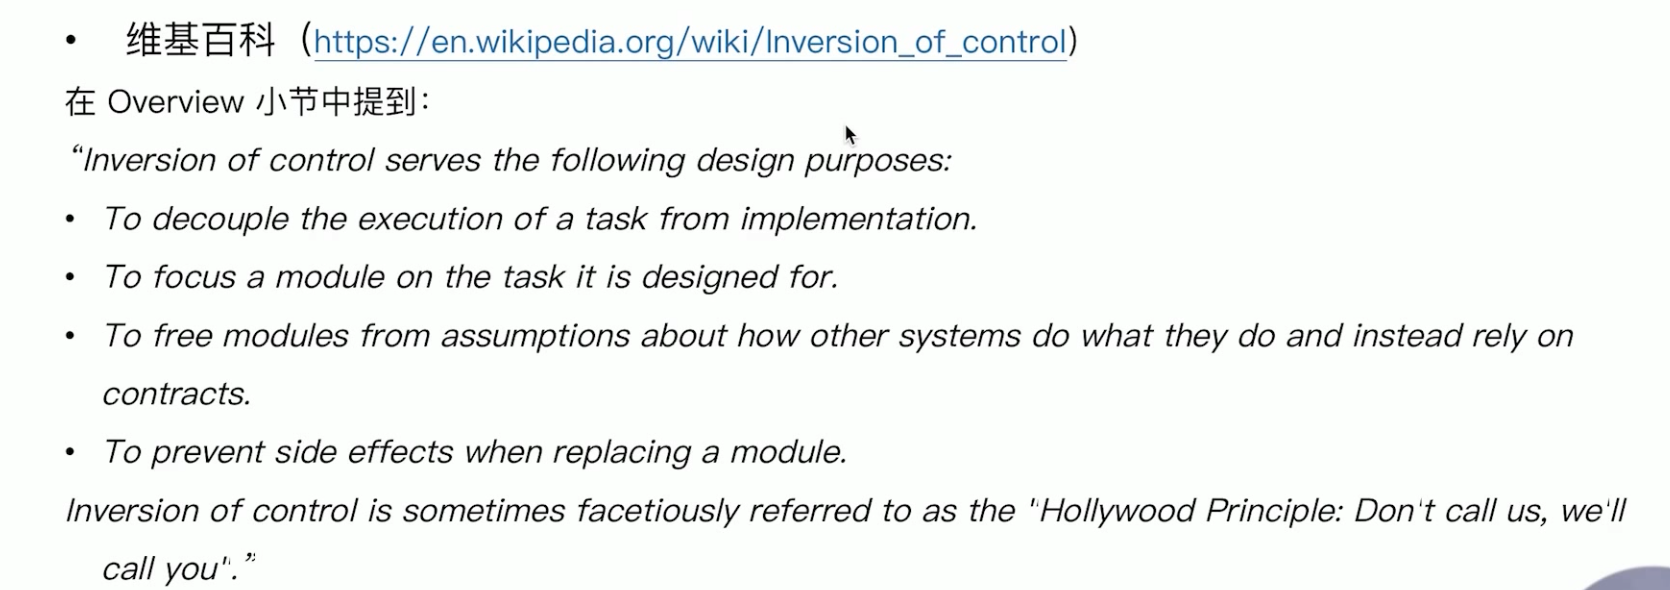 • 维基百科（https://en.wikipedia.org/wiki/Inversion_of_control）
在 Overview 小节中提到：
“Inversion of control serves the following design purposes:
• To decouple the execution of a task from implementation.
• To focus a module on the task it is designed for.
• To free modules from assumptions about how other systems do what they do and instead rely on
contracts.
• To prevent side effects when replacing a module.
Inversion of control is sometimes facetiously referred to as the "Hollywood Principle: Don't call us, we'll
call you".”